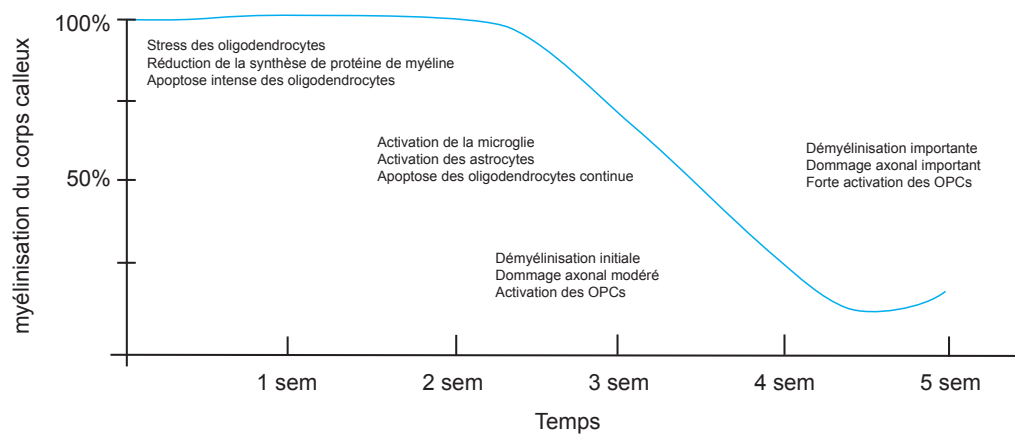 myélinisation du corps calleux
100%
50%
Stress des oligodendrocytes
Réduction de la synthèse de protéine de myéline
Apoptose intense des oligodendrocytes
Activation de la microglie
Activation des astrocytes
Apoptose des oligodendrocytes continue
Démyélinisation importante
Dommage axonal important
Forte activation des OPCs
Démyélinisation initiale
Dommage axonal modéré
Activation des OPCs
1 sem
2 sem
3 sem
4 sem
5 sem
Temps